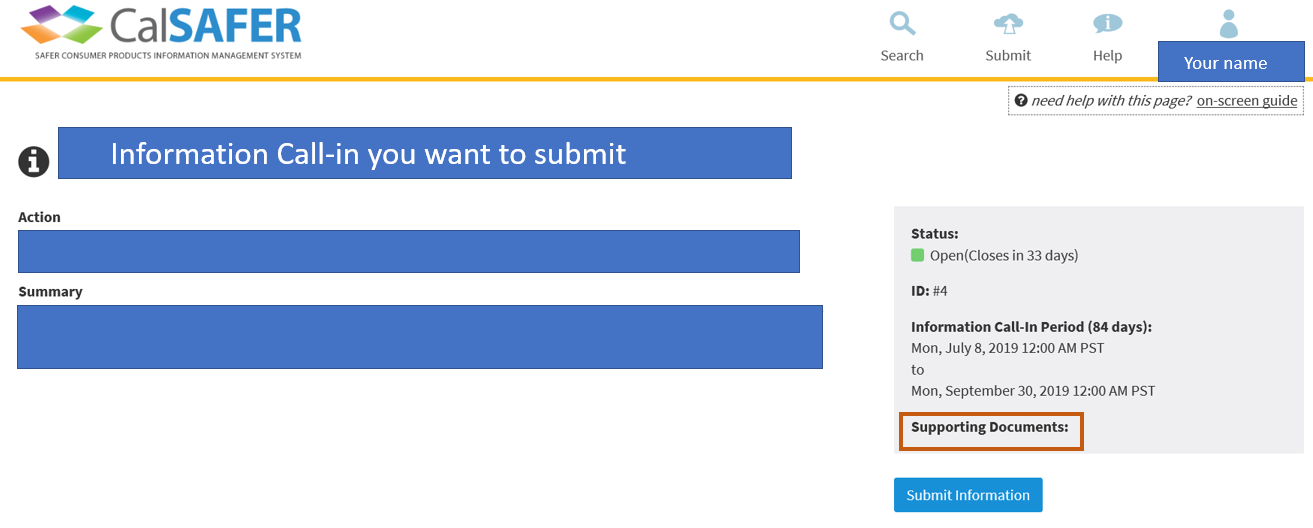 CalSAFER
SAFER CONSUMER PRODUCTS INFORMATION MANAGEMENT SYSTEM
Search
Submit
Help
Your name
need help with this page? on-screen guide
Information Call-in you want to submit
Action
Summary
Status:
Open(Closes in 33 days)
ID: #4
Information Call-In Period (84 days):
Mon, July 8, 2019 12:00 AM PST
to
Mon, September 30, 2019 12:00 AM PST
Supporting Documents:
Submit Information